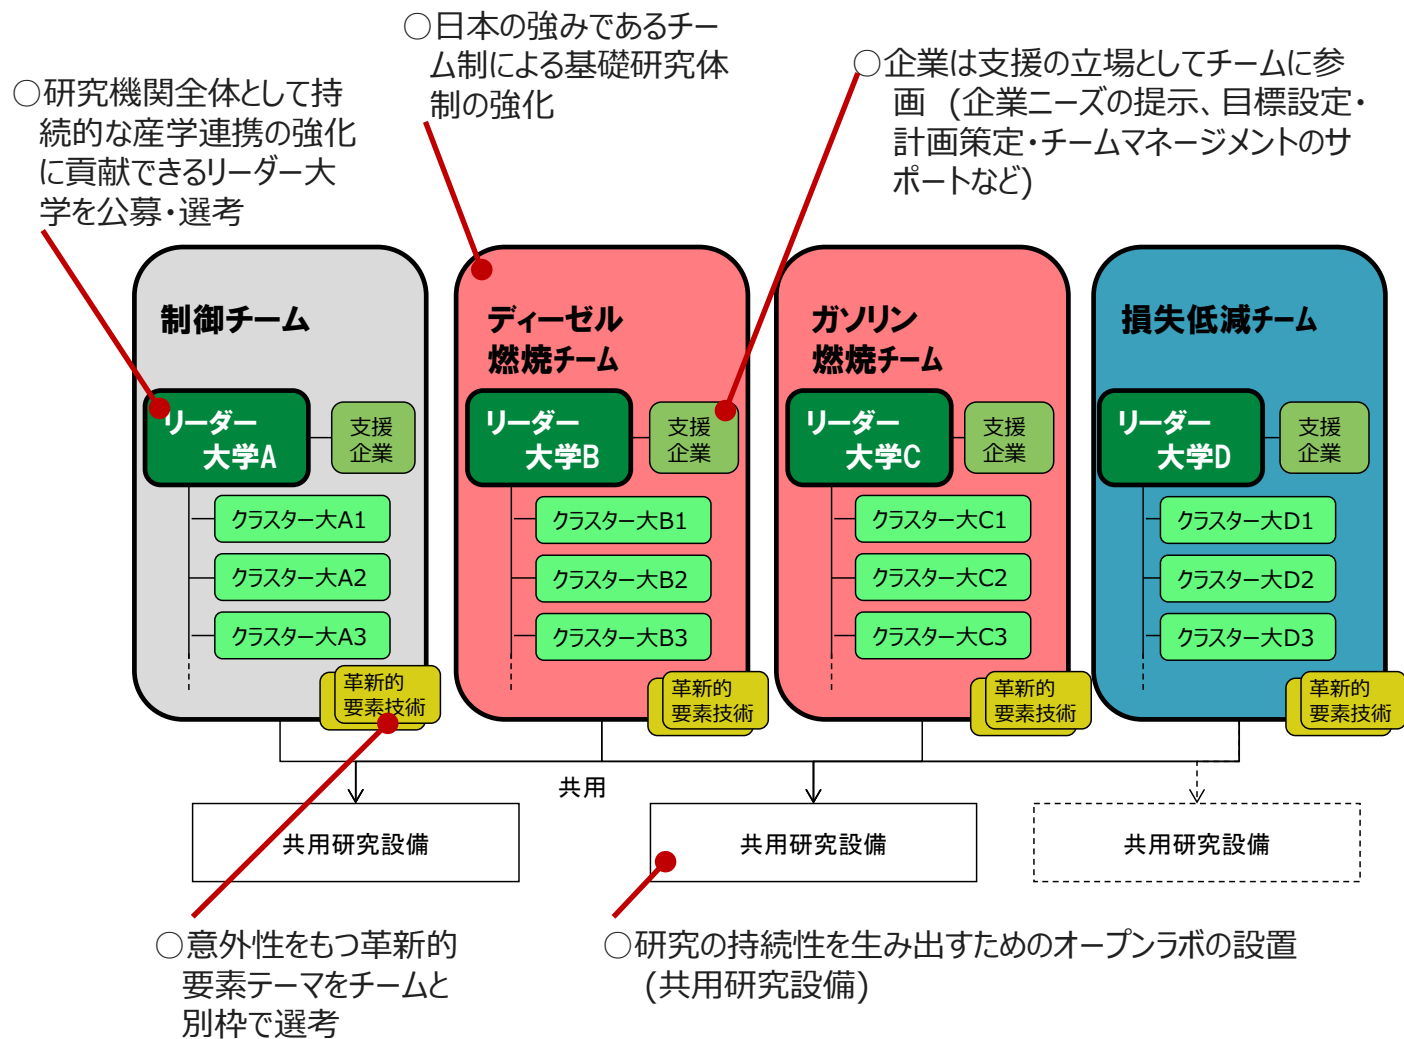 ○日本の強みであるチー
ム制による基礎研究体
制の強化
○企業は支援の立場としてチームに参
画 (企業ニーズの提示、目標設定・
計画策定・チームマネージメントのサ
ポートなど)
○研究機関全体として持
続的な産学連携の強化
に貢献できるリーダー大
学を公募・選考
制御チーム
リーダー
大学A
支援
企業
クラスター大A1
クラスター大A2
クラスター大A3
革新的
要素技術
ディーゼル
燃焼チーム
リーダー
大学B
支援
企業
クラスター大B1
クラスター大B2
クラスター大B3
革新的
要素技術
ガソリン
燃焼チーム
リーダー
大学C
支援
企業
クラスター大C1
クラスター大C2
クラスター大C3
革新的
要素技術
損失低減チーム
リーダー
大学D
支援
企業
クラスター大D1
クラスター大D2
クラスター大D3
革新的
要素技術
共用
共用研究設備
共用研究設備
共用研究設備
○意外性をもつ革新的
要素テーマをチームと
別枠で選考
○研究の持続性を生み出すためのオープンラボの設置
(共用研究設備)